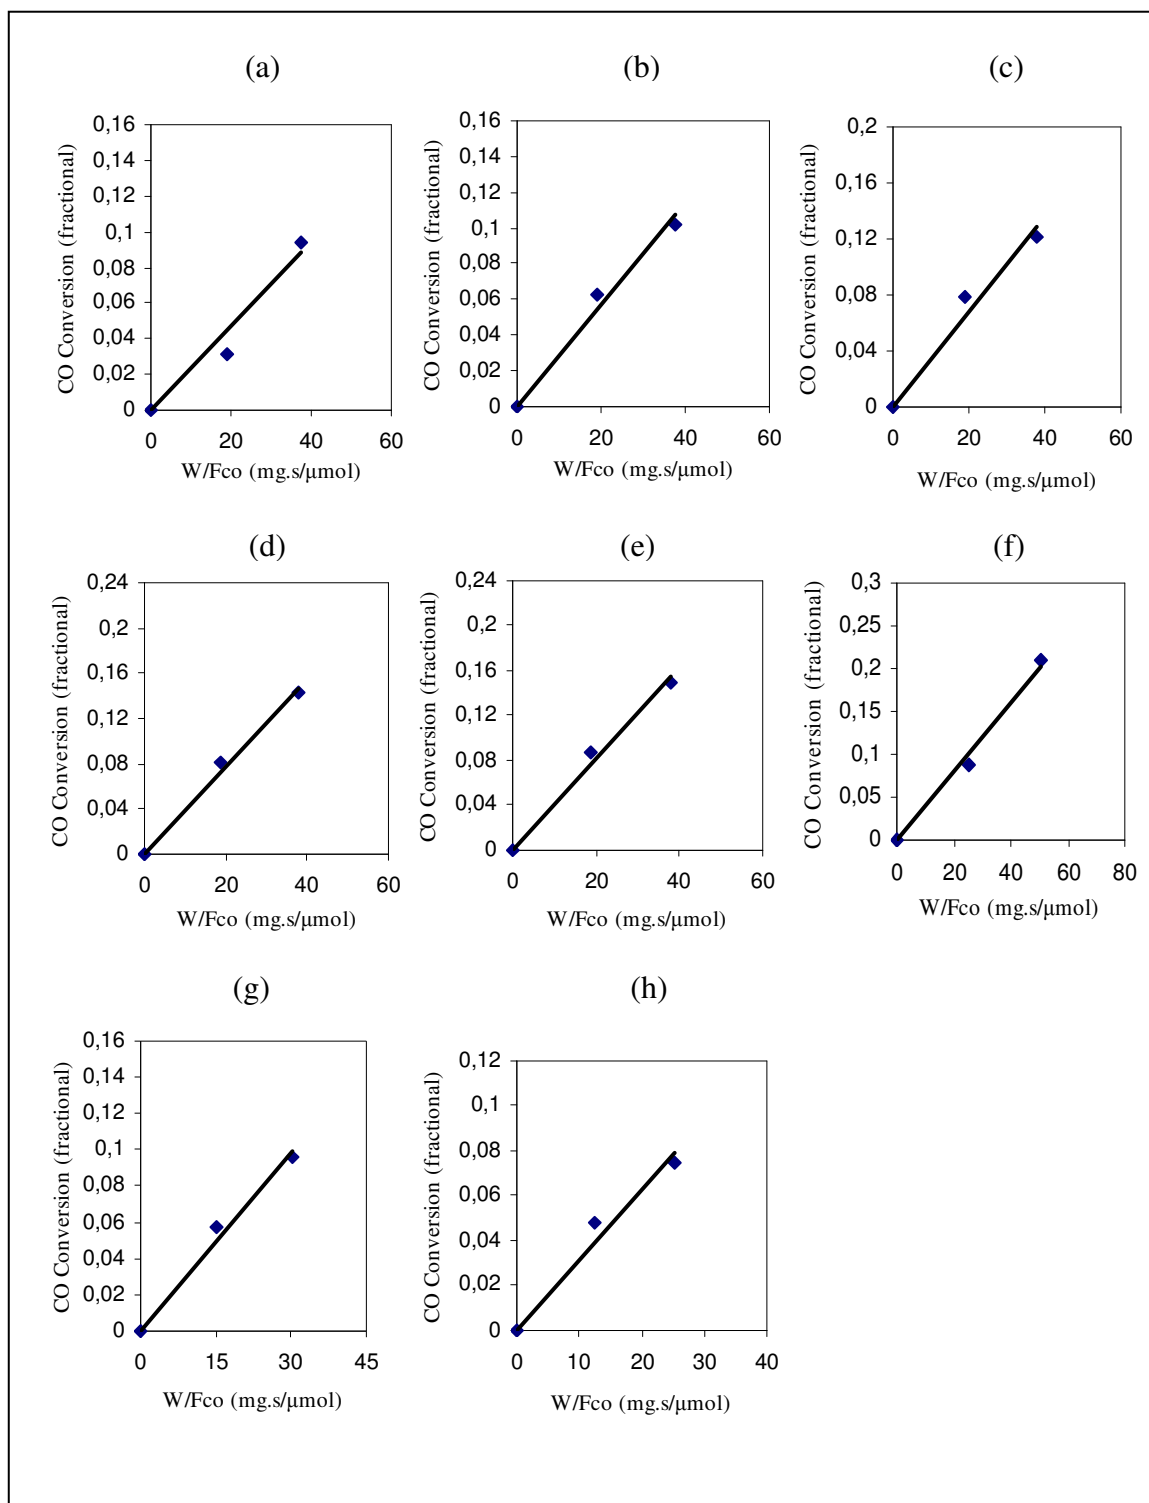 (a)
CO Conversion (fractional)
0,16
0,14
0,12
0,1
0,08
0,06
0,04
0,02
0
0 20 40 60
W/Fco (mg.s/μmol)
(b)
CO Conversion (fractional)
0,16
0,14
0,12
0,1
0,08
0,06
0,04
0,02
0
0 20 40 60
W/Fco (mg.s/μmol)
(c)
CO Conversion (fractional)
0,2
0,16
0,12
0,08
0,04
0
0 20 40 60
W/Fco (mg.s/μmol)
(d)
CO Conversion (fractional)
0,24
0,2
0,16
0,12
0,08
0,04
0
0 20 40 60
W/Fco (mg.s/μmol)
(e)
CO Conversion (fractional)
0,24
0,2
0,16
0,12
0,08
0,04
0
0 20 40 60
W/Fco (mg.s/μmol)
(f)
CO Conversion (fractional)
0,3
0,25
0,2
0,15
0,1
0,05
0
0 20 40 60 80
W/Fco (mg.s/μmol)
(g)
CO Conversion (fractional)
0,16
0,14
0,12
0,1
0,08
0,06
0,04
0,02
0
0 15 30 45
W/Fco (mg.s/μmol)
(h)
CO Conversion (fractional)
0,12
0,1
0,08
0,06
0,04
0,02
0
0 10 20 30 40
W/Fco (mg.s/μmol)